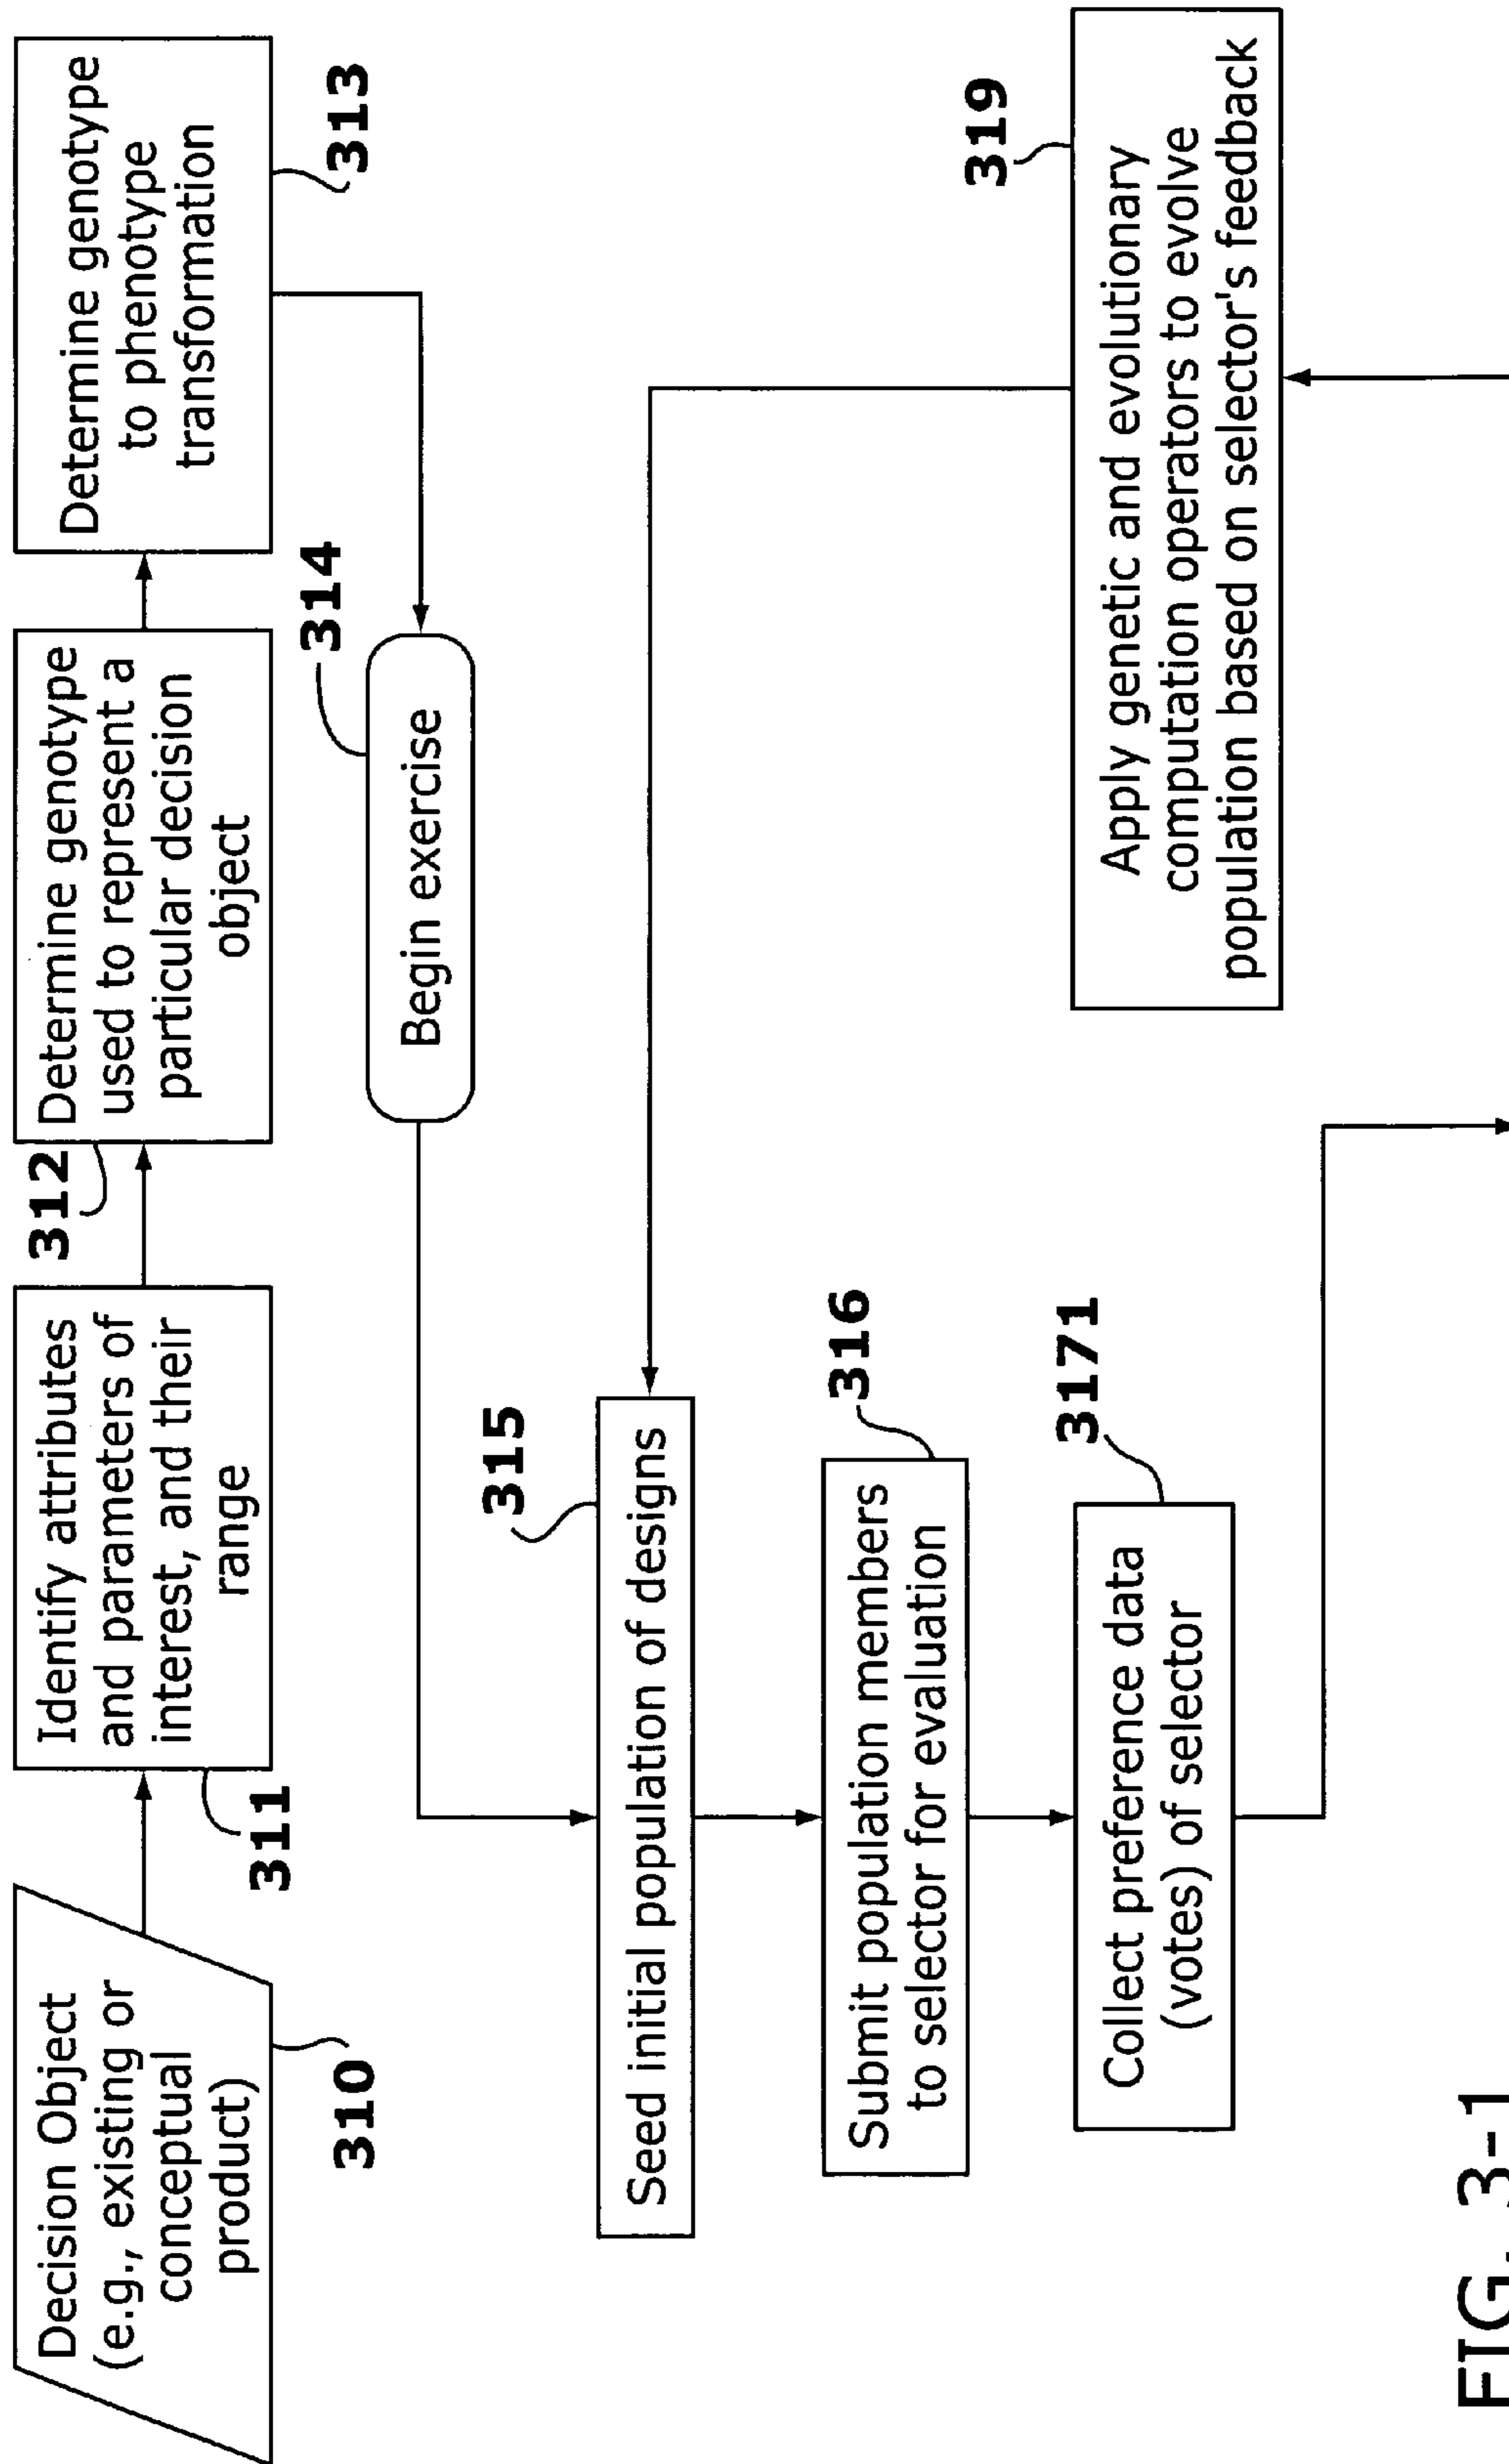 Decision Object
(e.g., existing or
conceptual
product)
310
Identify attributes
and parameters of
interest, and their
range
311
Determine genotype
used to represent a
particular decision
object
312
Determine genotype
to phenotype
transformation
313
Begin exercise
314
Seed initial population of designs
315
Submit population members
to selector for evaluation
316
Collect preference data
(votes) of selector
3171
Apply genetic and evolutionary
computation operators to evolve
population based on selector's feedback
319
FIG. 3-1